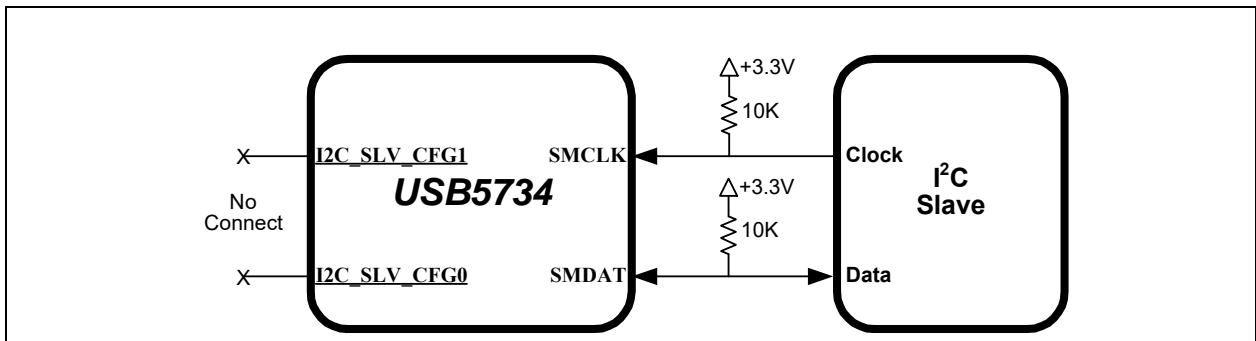 +3.3V
10K
I2C_SLV_CFG1
SMCLK
Clock
USB5734
I²C
Slave
No
Connect
+3.3V
10K
I2C_SLV_CFG0
SMDAT
Data
X
X